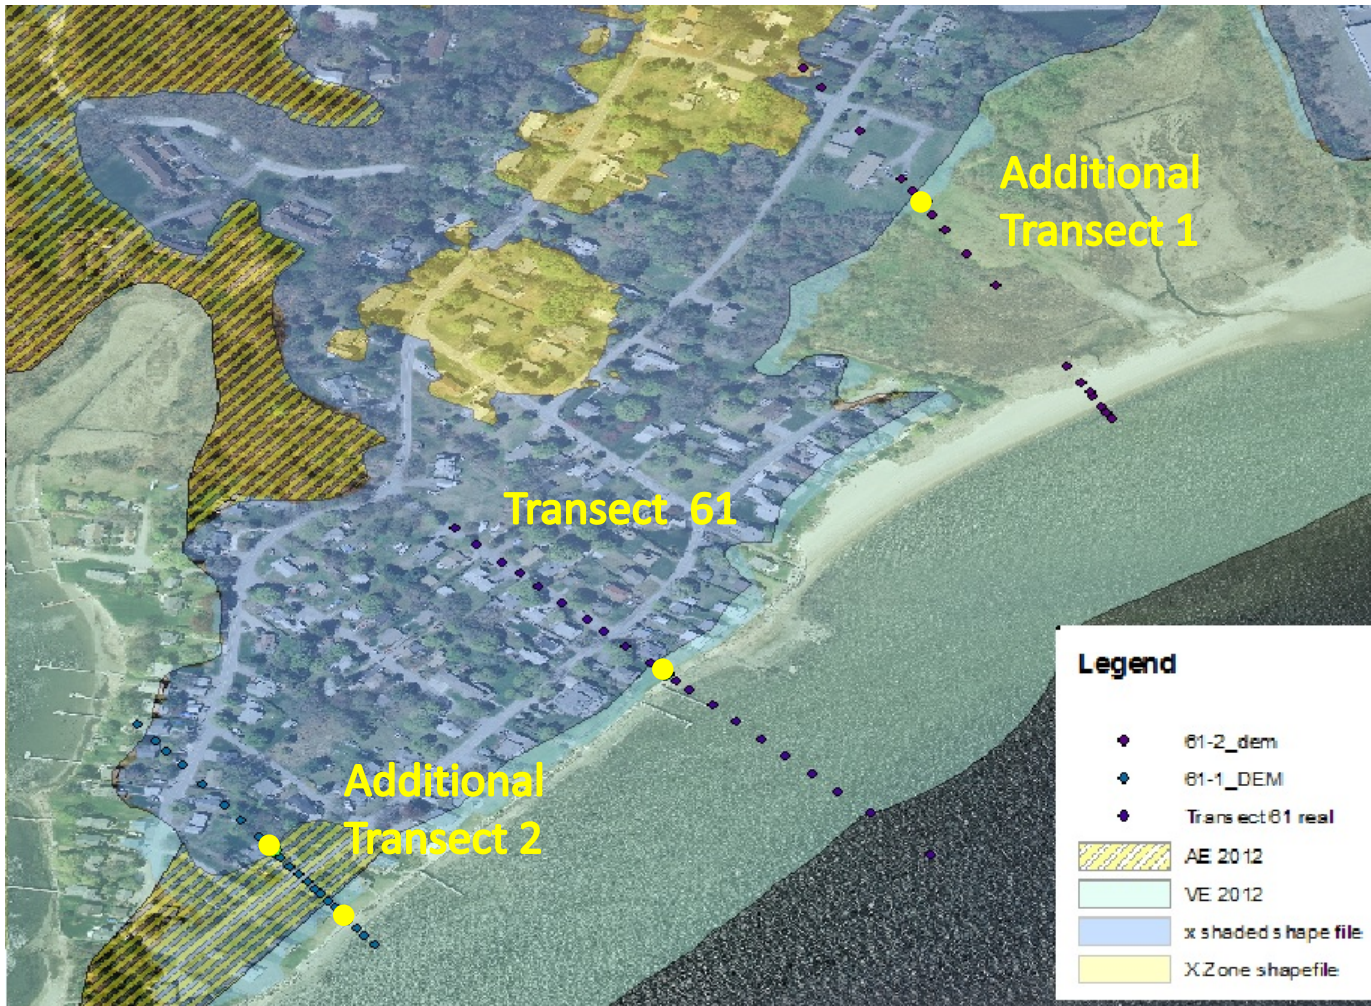 Additional
Transect 1
Transect 61
Additional
Transect 2
Legend
61-2_dem
61-1_DEM
Transect 61 real
AE 2012
VE 2012
x shaded shape file
X Zone shapefile